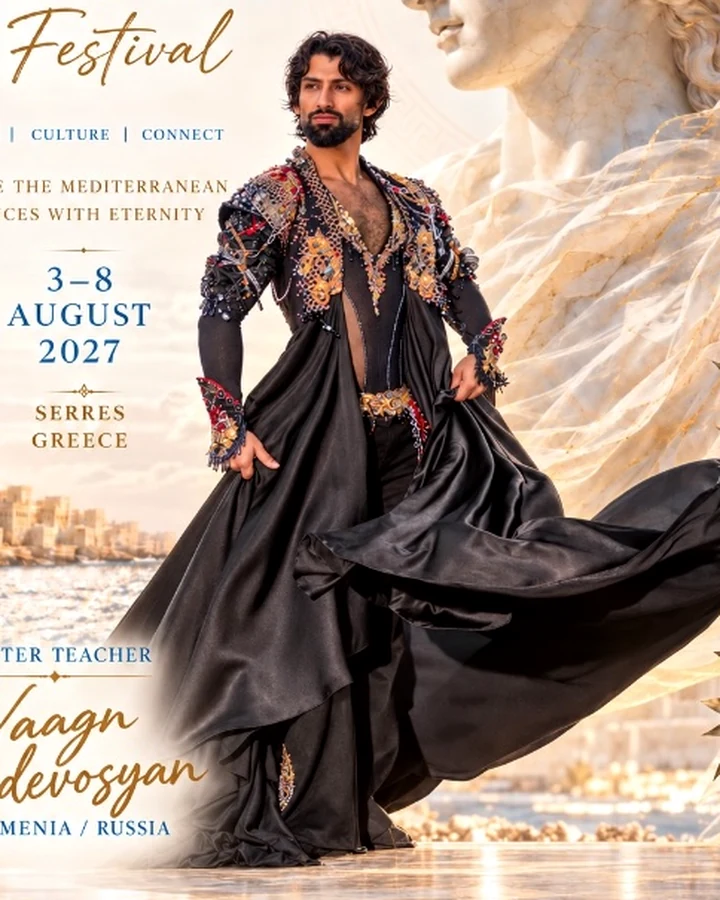 Festival
| CULTURE | CONNECT
E THE MEDITERRANEAN
NCES WITH ETERNITY
3–8
AUGUST
2027
SERRES
GREECE
TER TEACHER
Vaagn
devosyan
MENIA / RUSSIA